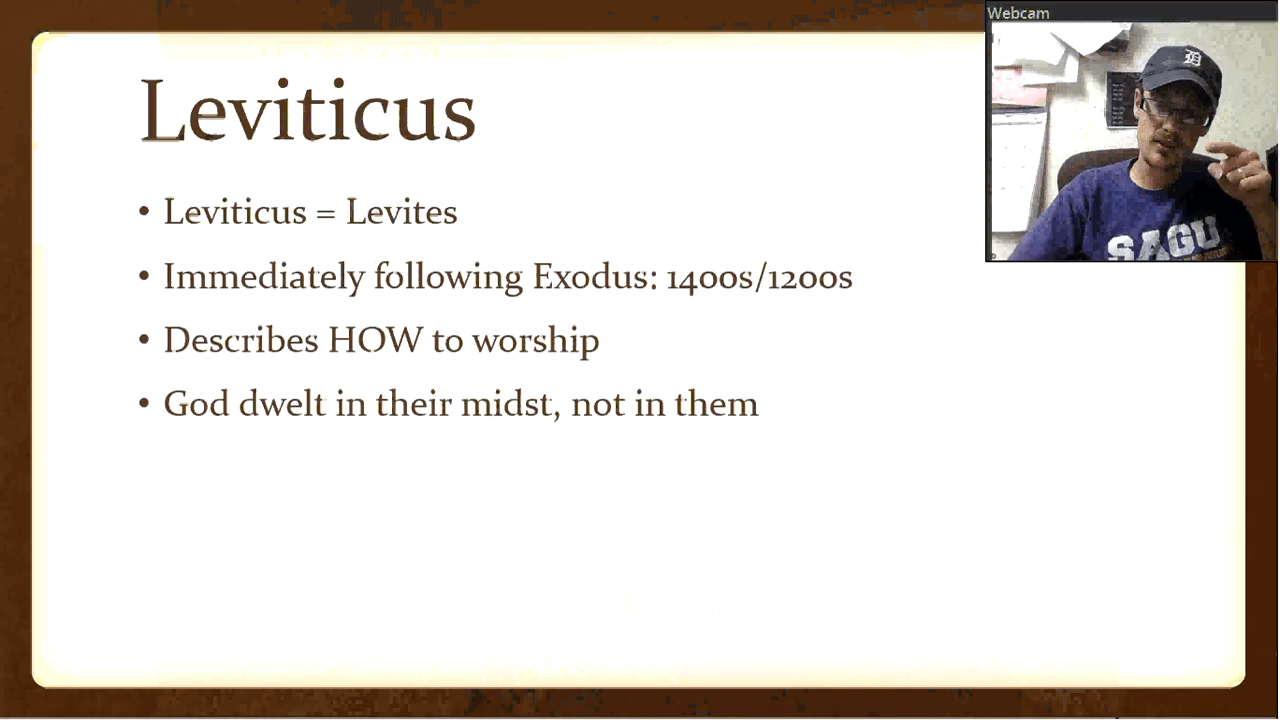 Webcam
Leviticus
• Leviticus = Levites
• Immediately following Exodus: 1400s/1200s
• Describes HOW to worship
• God dwelt in their midst, not in them
D
SAGU